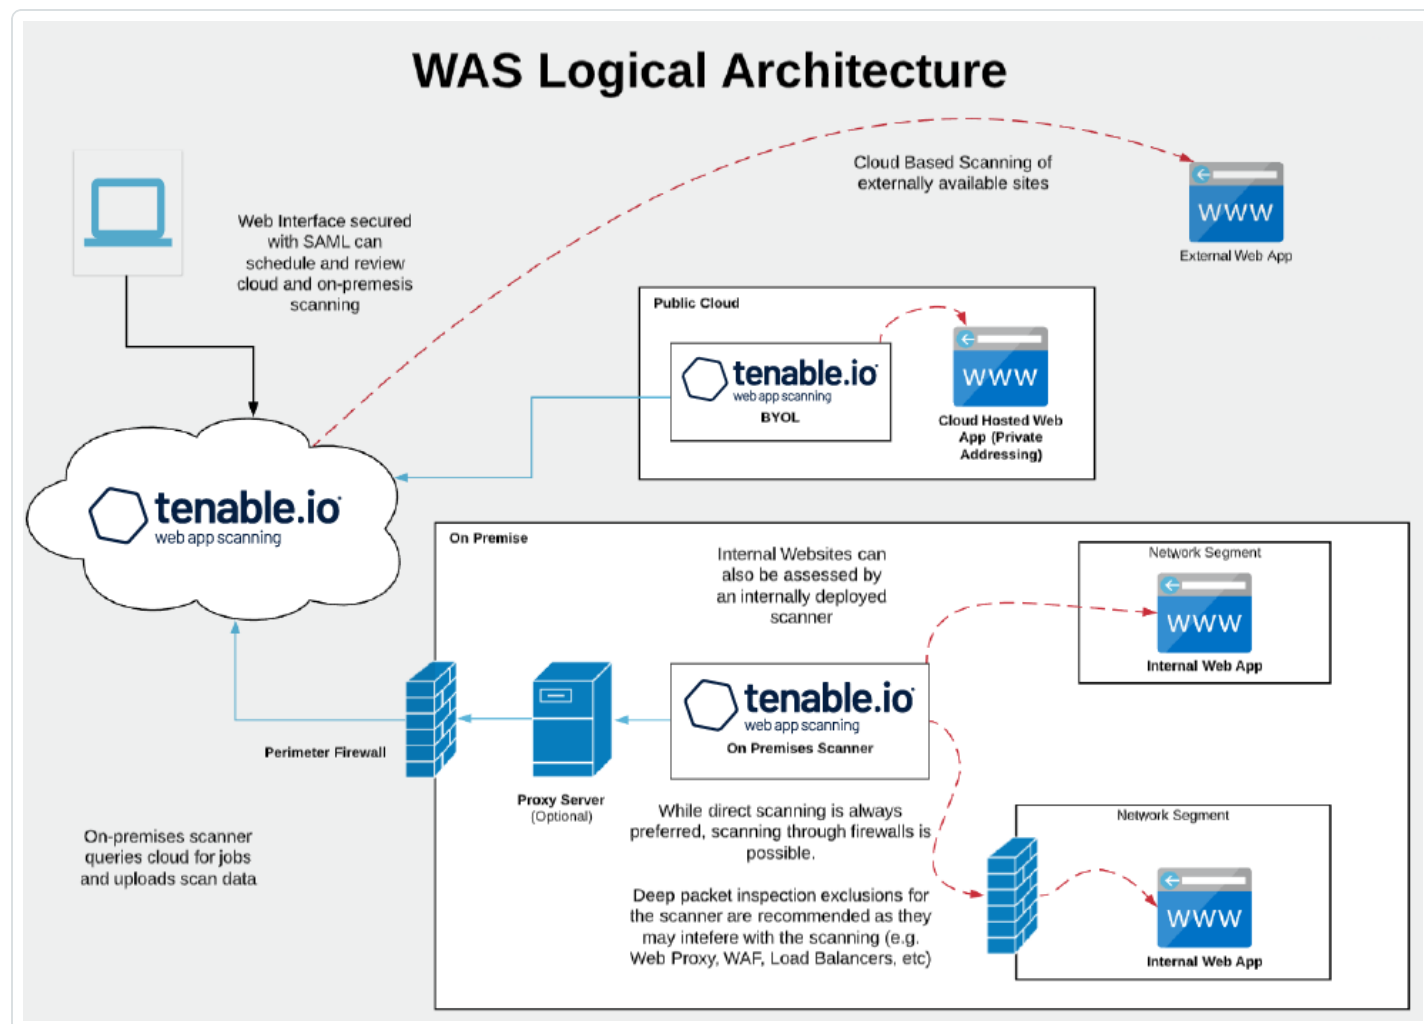 WAS Logical Architecture
Cloud Based Scanning of
externally available sites
WWW
External Web App
Web Interface secured
with SAML can
schedule and review
cloud and on-premesis
scanning
Public Cloud
tenable.io
web app scanning
BYOL
WWW
Cloud Hosted Web
App (Private
Addressing)
tenable.io
web app scanning
On Premise
Internal Websites can
also be assessed by
an internally deployed
scanner
Network Segment
WWW
Internal Web App
tenable.io
web app scanning
On Premises Scanner
Perimeter Firewall
Proxy Server
(Optional)
On-premises scanner
queries cloud for jobs
and uploads scan data
While direct scanning is always
preferred, scanning through firewalls is
possible.
Deep packet inspection exclusions for
the scanner are recommended as they
may intefere with the scanning (e.g.
Web Proxy, WAF, Load Balancers, etc)
Network Segment
WWW
Internal Web App